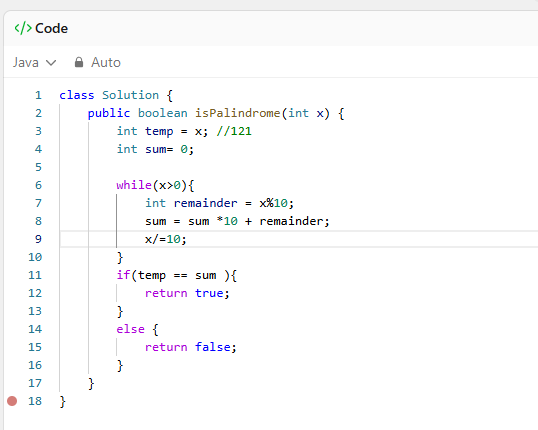 </> Code
Java Auto
1 class Solution {
2 public boolean isPalindrome(int x) {
3 int temp = x; //121
4 int sum= 0;
5
6 while(x>0){
7 int remainder = x%10;
8 sum = sum *10 + remainder;
9 x/=10;
10 }
11 if(temp == sum ){
12 return true;
13 }
14 else {
15 return false;
16 }
17 }
18 }